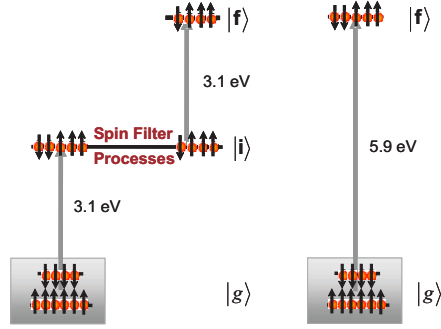 |f⟩
|f⟩
3.1 eV
Spin Filter
Processes
|i⟩
5.9 eV
3.1 eV
|g⟩
|g⟩